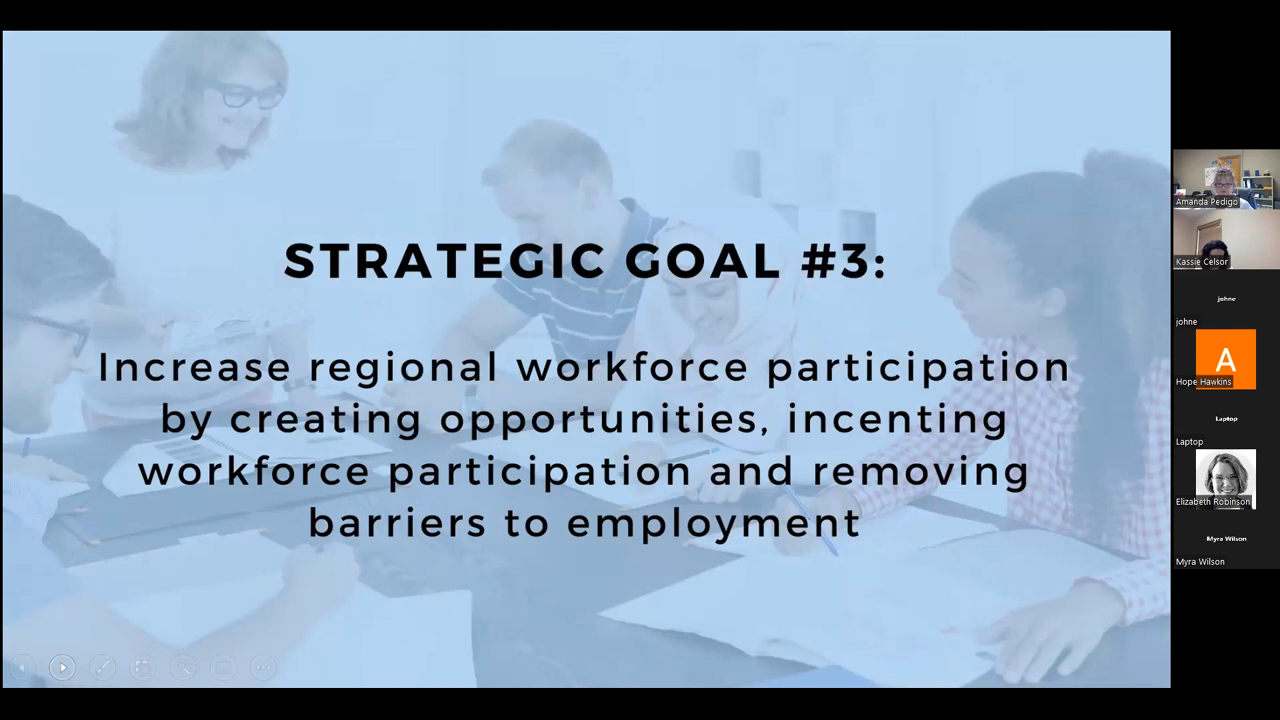 STRATEGIC GOAL #3:
Increase regional workforce participation
by creating opportunities, incenting
workforce participation and removing
barriers to employment
Amanda Pedigo
Kassie Celsor
johne
johne
A
Hope Hawkins
Laptop
Laptop
Elizabeth Robinson
Myra Wilson
Myra Wilson